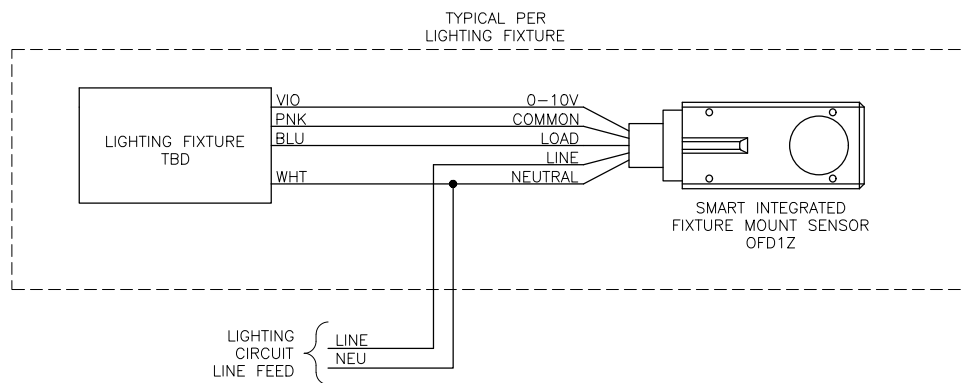 TYPICAL PER
LIGHTING FIXTURE
VIO
0-10V
PNK
COMMON
BLU
LOAD
LIGHTING FIXTURE
TBD
LINE
WHT
NEUTRAL
SMART INTEGRATED
FIXTURE MOUNT SENSOR
OFD1Z
LIGHTING
CIRCUIT
LINE FEED
LINE
NEU